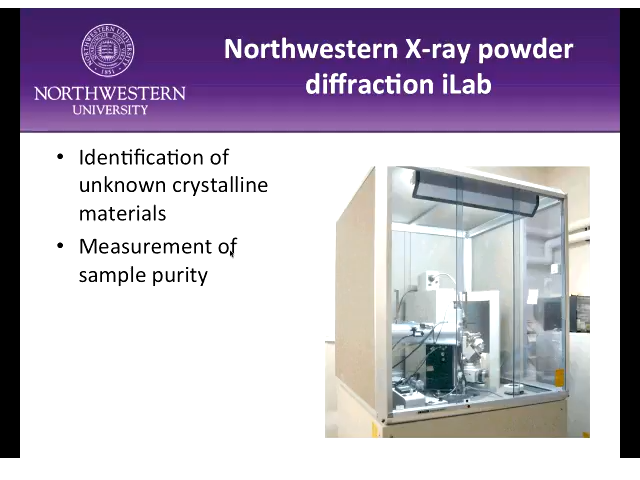 Northwestern X-ray powder
diffraction iLab
NORTHWESTERN
UNIVERSITY
• Identification of
unknown crystalline
materials
• Measurement of
sample purity